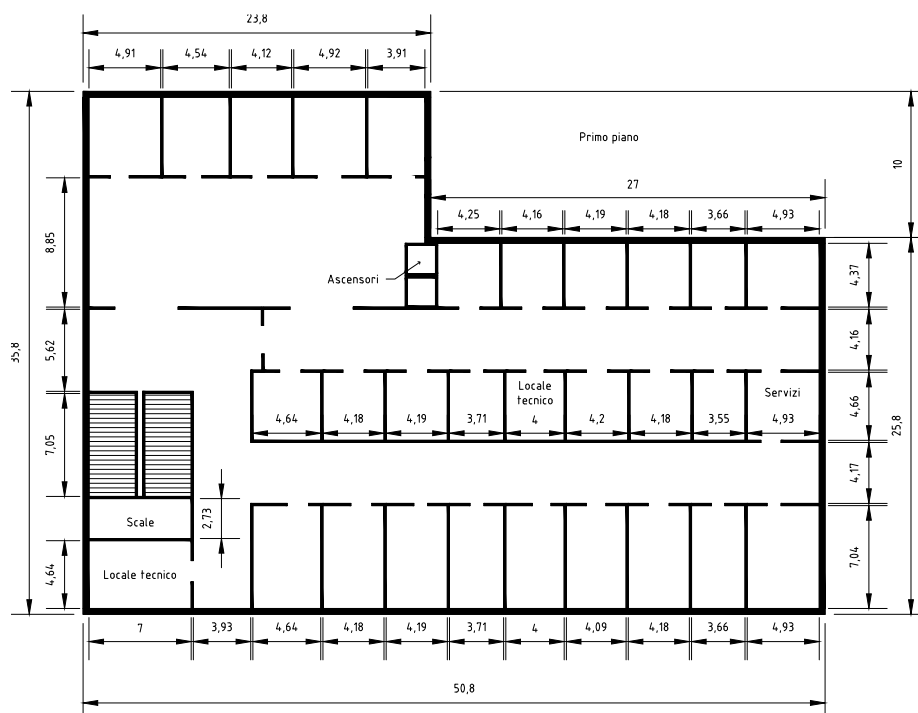 23,8
4,91 4,54 4,12 4,92 3,91
Primo piano
10
27
4,25 4,16 4,19 4,18 3,66 4,93
8,85
Ascensori
4,37
35,8
5,62
4,16
Locale
tecnico
Servizi
4,64 4,18 4,19 3,71 4 4,2 4,18 3,55 4,93
4,66
25,8
7,05
4,17
Scale
2,73
Locale tecnico
4,64
7,04
7 3,93 4,64 4,18 4,19 3,71 4 4,09 4,18 3,66 4,93
50,8